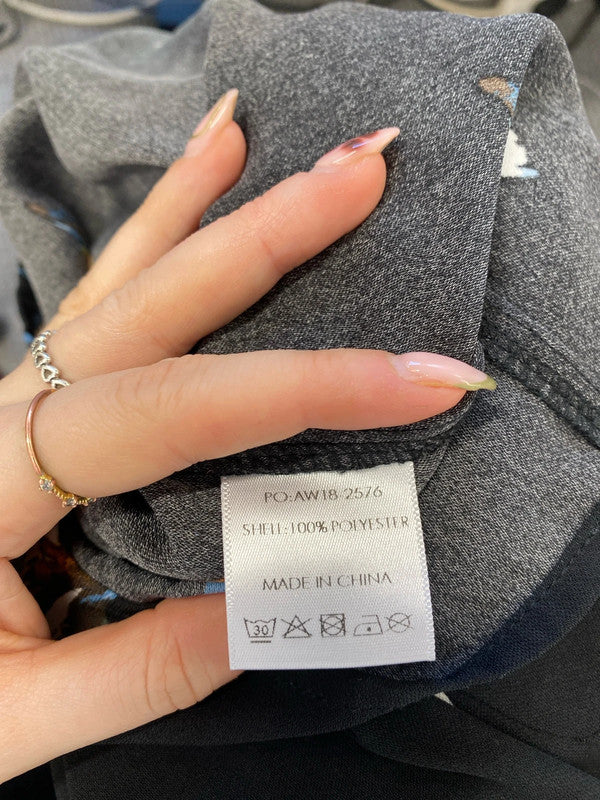 PO:AW18-2576
SHELL:100% POLYESTER
MADE IN CHINA
30